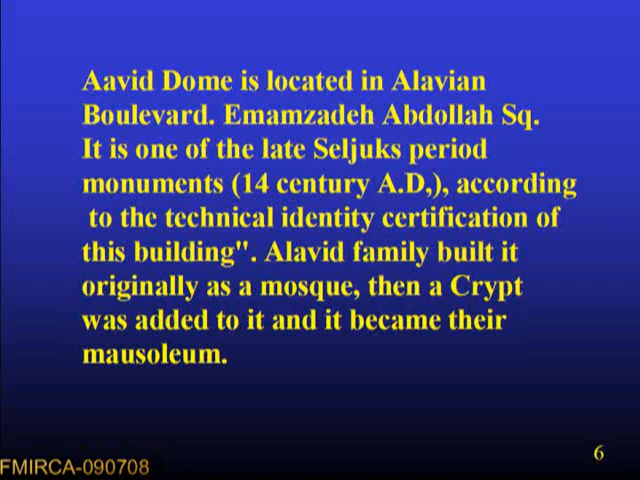 Aavid Dome is located in Alavian
Boulevard. Emamzadeh Abdollah Sq.
It is one of the late Seljuks period
monuments (14 century A.D,), according
to the technical identity certification of
this building". Alavid family built it
originally as a mosque, then a Crypt
was added to it and it became their
mausoleum.
6
FMIRCA-090708